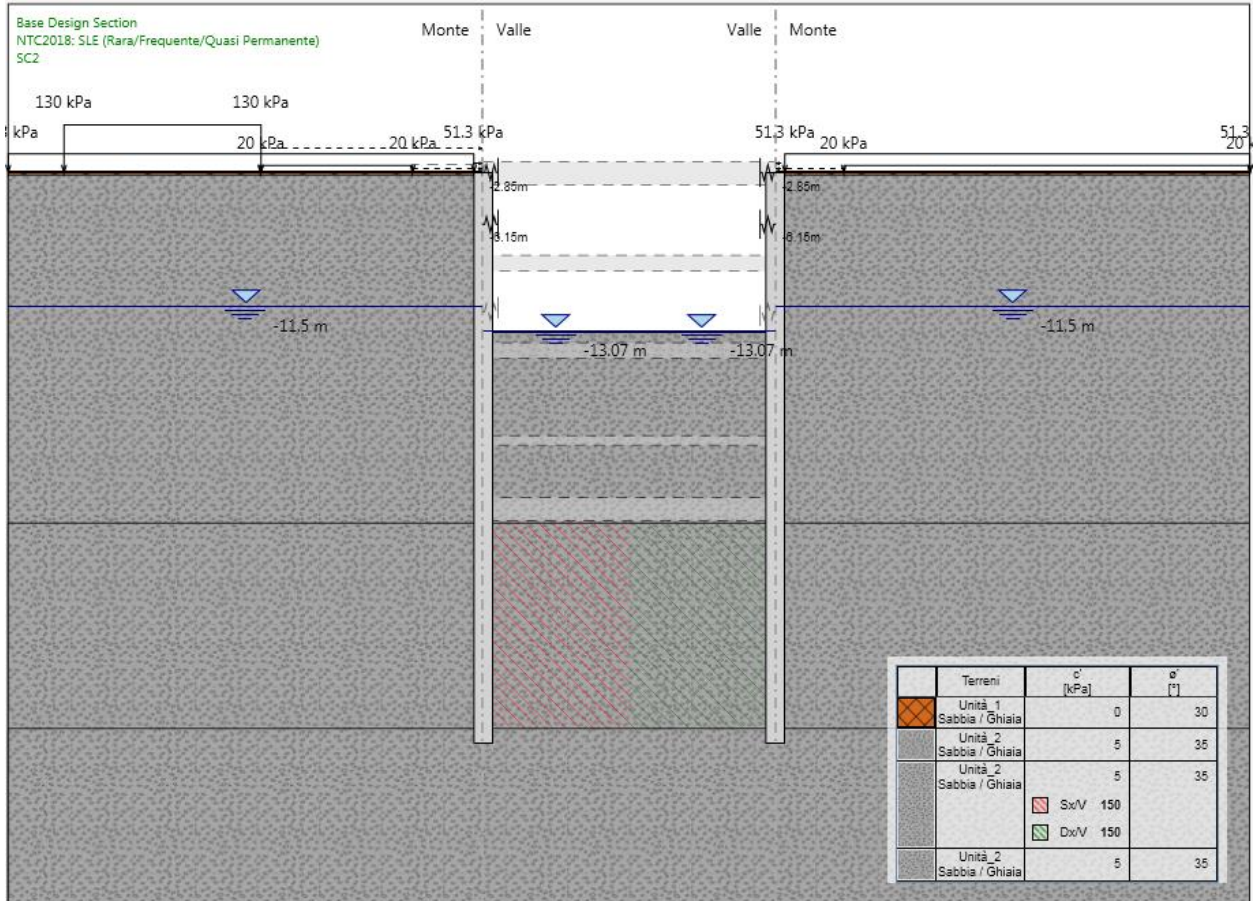 Base Design Section
NTC2018: SLE (Rara/Frequente/Quasi Permanente)
SC2
Monte Valle Valle Monte
130 kPa 130 kPa
kPa 51.3 kPa 51.3 kPa 51.3
20 kPa 20 kPa 20 kPa 20
-2.85m -2.85m
-6.15m -6.15m
-11.5 m -11.5 m
-13.07 m -13.07 m
Terreni c' ø'
[kPa] [°]
Unità_1
Sabbia / Ghiaia 0 30
Unità_2
Sabbia / Ghiaia 5 35
Unità_2
Sabbia / Ghiaia 5 35
Sx/V 150
Dx/V 150
Unità_2
Sabbia / Ghiaia 5 35